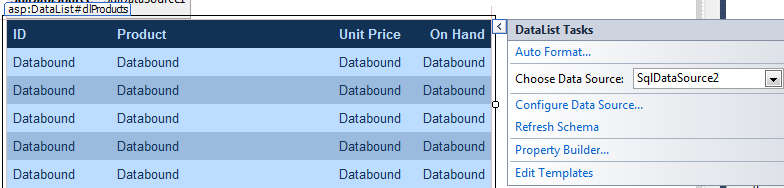 SqlDataSource1
asp:DataList#dlProducts
ID Product Unit Price On Hand
Databound Databound Databound Databound
Databound Databound Databound Databound
Databound Databound Databound Databound
Databound Databound Databound Databound
Databound Databound Databound Databound
DataList Tasks
Auto Format...
Choose Data Source: SqlDataSource2
Configure Data Source...
Refresh Schema
Property Builder...
Edit Templates